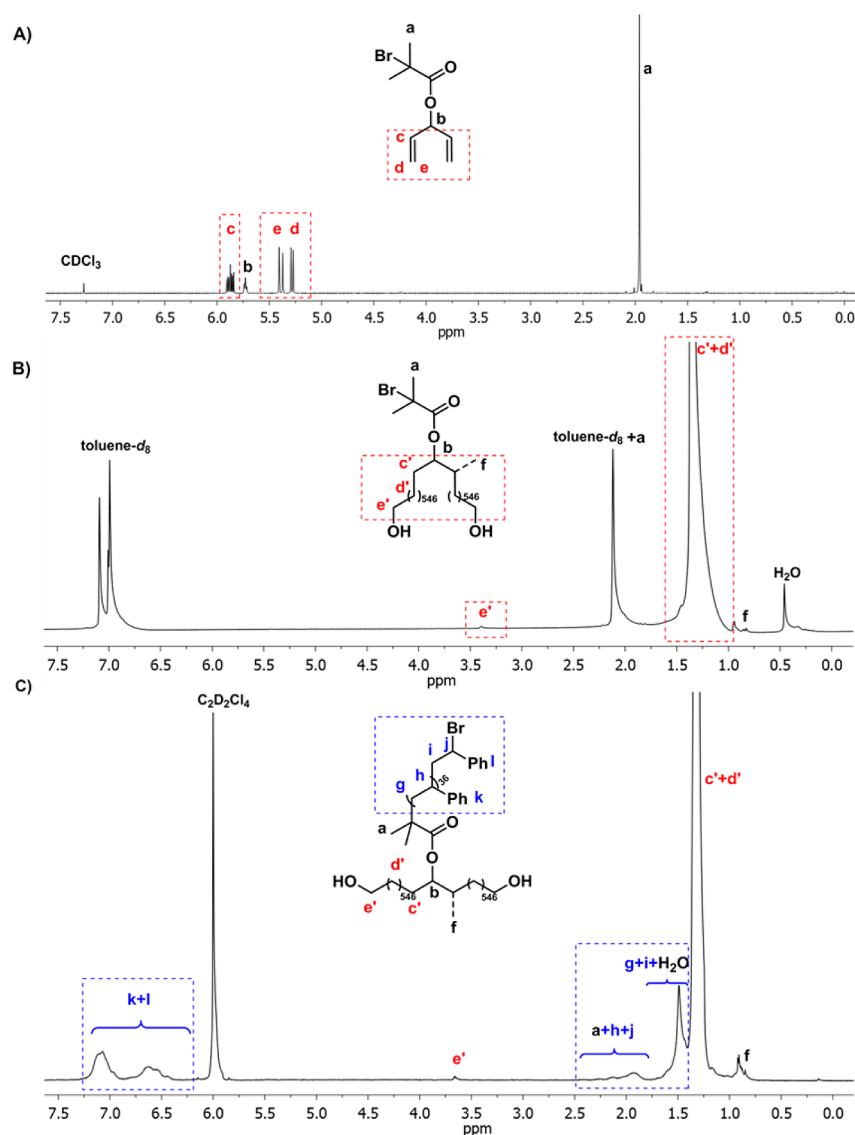 A)
a
Br
O
O
b
c
d e
a
CDCl3
c
b
e d
7.5 7.0 6.5 6.0 5.5 5.0 4.5 4.0 3.5 3.0 2.5 2.0 1.5 1.0 0.5 0.0
ppm
B)
a
Br
O
O
b
c' f
d'
546 546
e'
OH OH
toluene-d8
toluene-d8 +a
c'+d'
e'
H2O
f
7.5 7.0 6.5 6.0 5.5 5.0 4.5 4.0 3.5 3.0 2.5 2.0 1.5 1.0 0.5 0.0
ppm
C)
C2D2Cl4
Br
i j
Ph l
h 36
g
Ph k
a
O
O
d'
HO OH
546 b 546
e' c'
f
c'+d'
k+l
e'
g+i+H2O
a+h+j
f
7.5 7.0 6.5 6.0 5.5 5.0 4.5 4.0 3.5 3.0 2.5 2.0 1.5 1.0 0.5 0.0
ppm